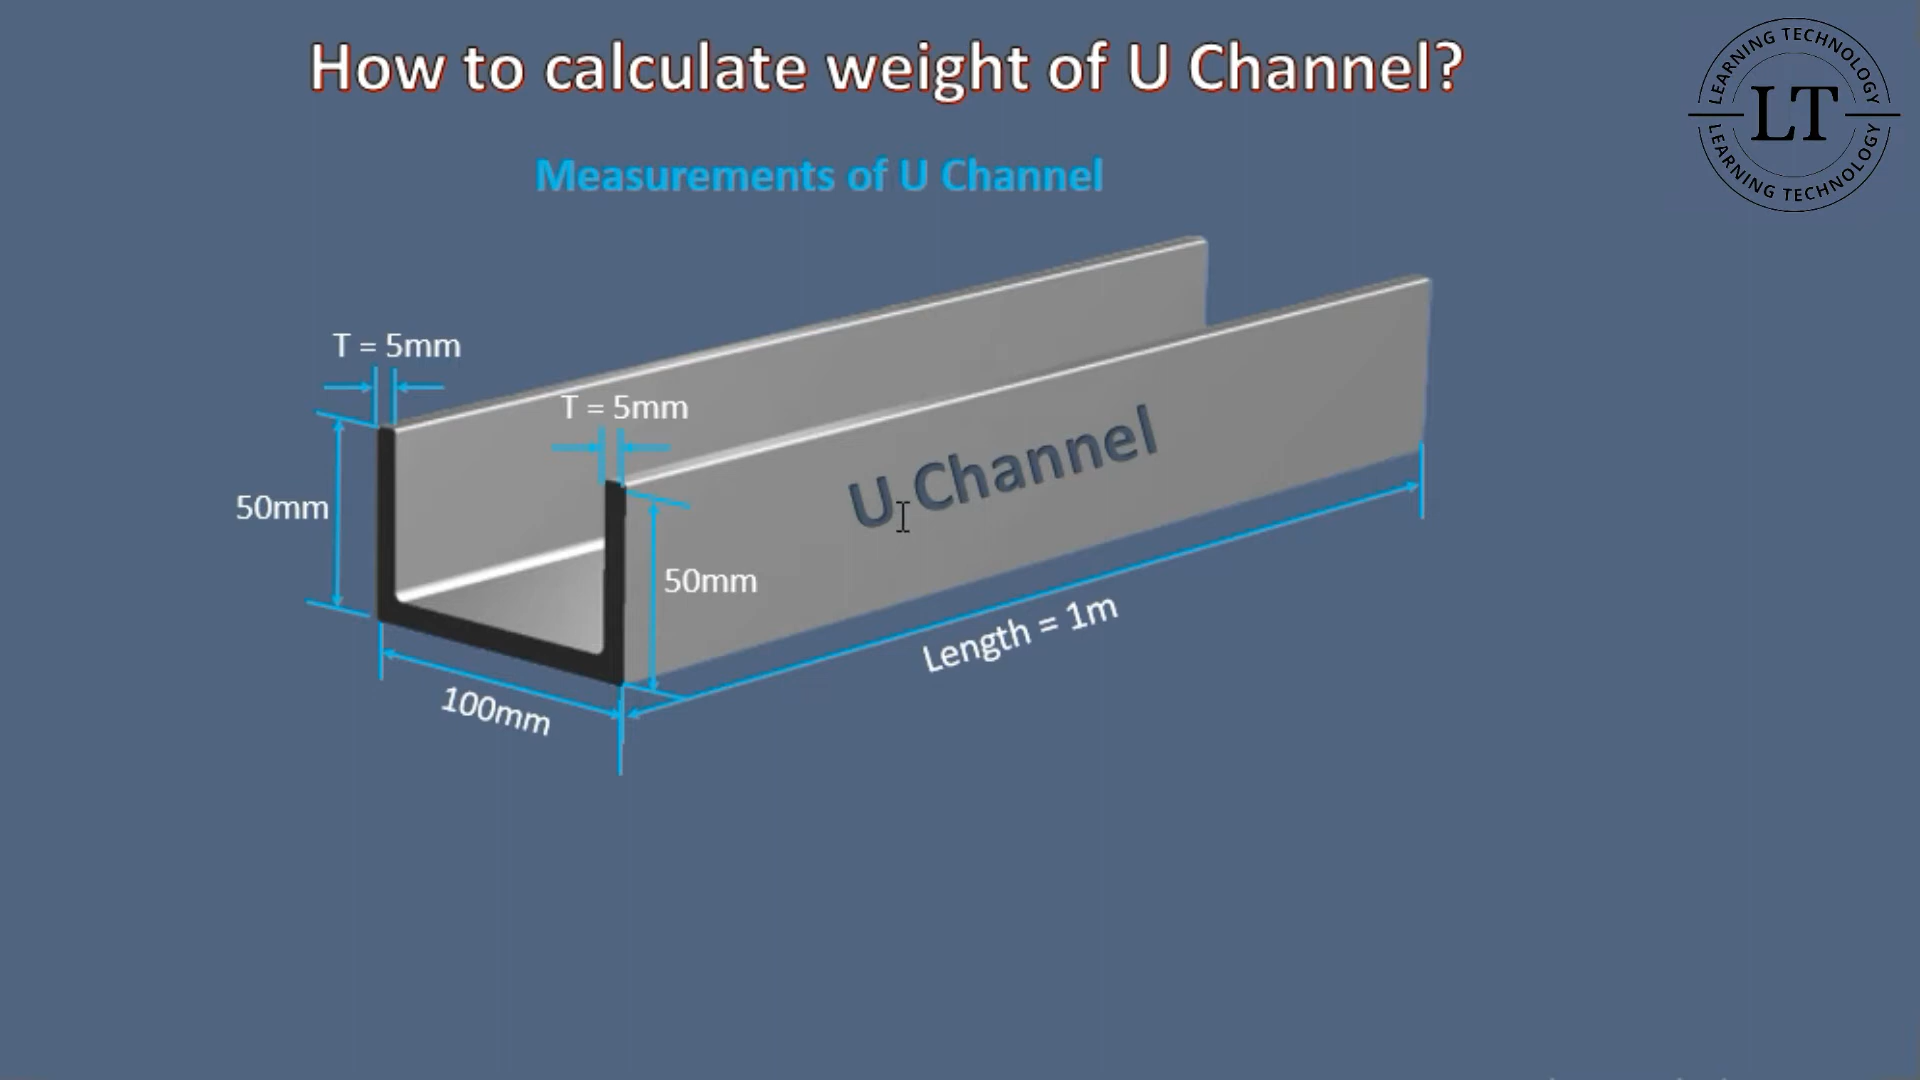 How to calculate weight of U Channel?
LEARNING TECHNOLOGY
LT
LEARNING TECHNOLOGY
Measurements of U Channel
T = 5mm
T = 5mm
U Channel
50mm
50mm
Length = 1m
100mm